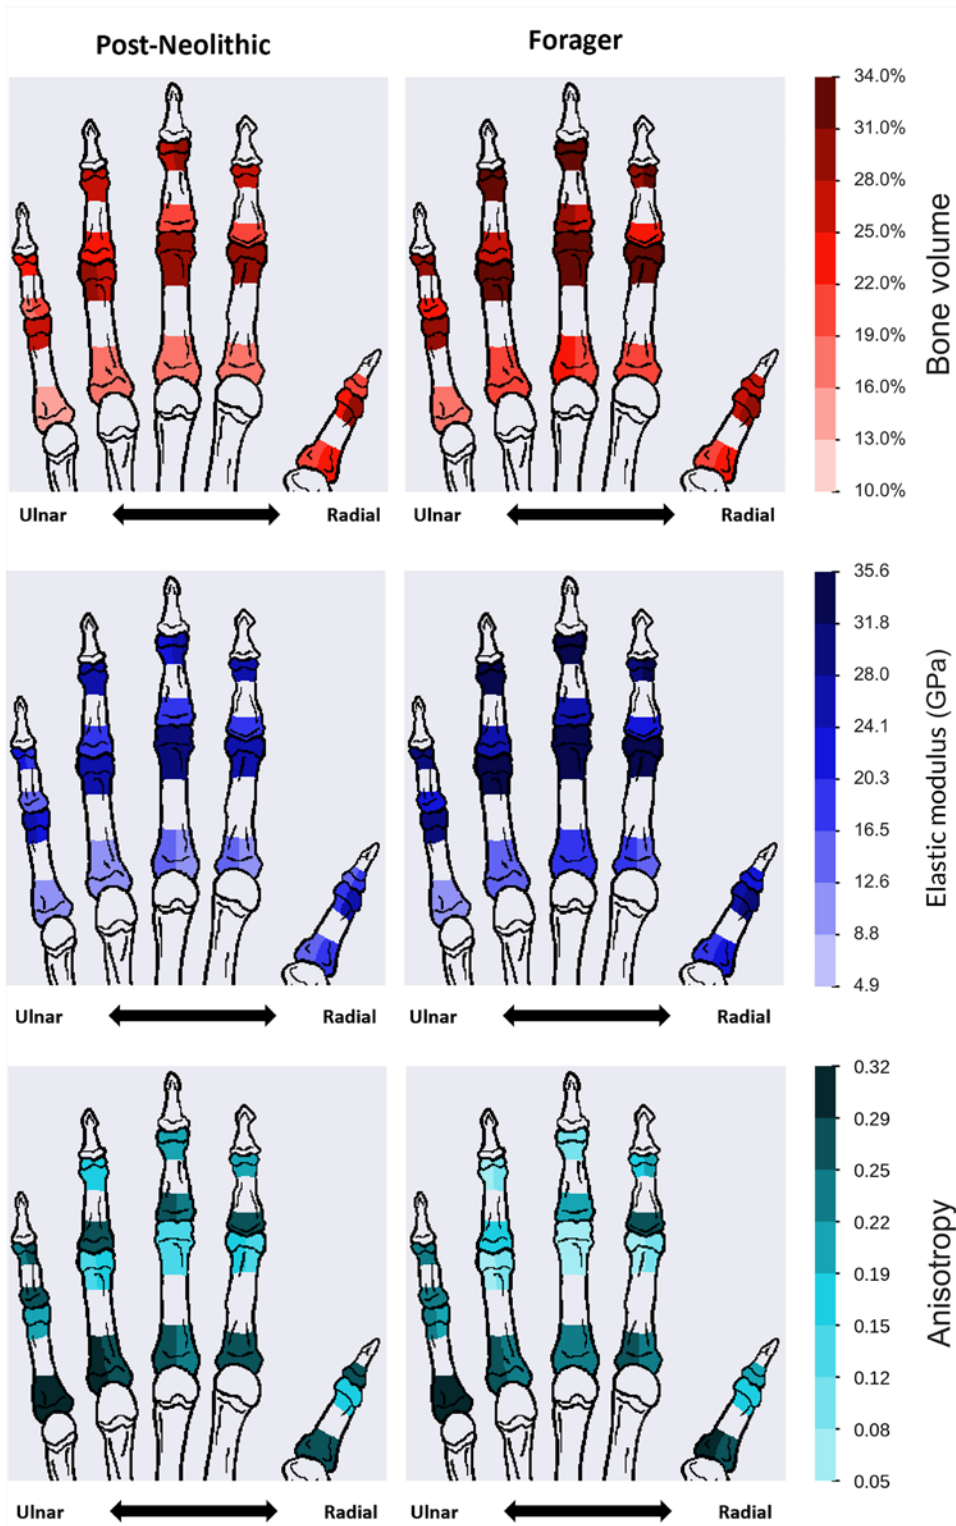 Post-Neolithic
Forager
34.0%
31.0%
28.0%
25.0%
22.0%
19.0%
16.0%
13.0%
10.0%
Bone volume
Ulnar
Radial
Ulnar
Radial
35.6
31.8
28.0
24.1
20.3
16.5
12.6
8.8
4.9
Elastic modulus (GPa)
Ulnar
Radial
Ulnar
Radial
0.32
0.29
0.25
0.22
0.19
0.15
0.12
0.08
0.05
Anisotropy
Ulnar
Radial
Ulnar
Radial